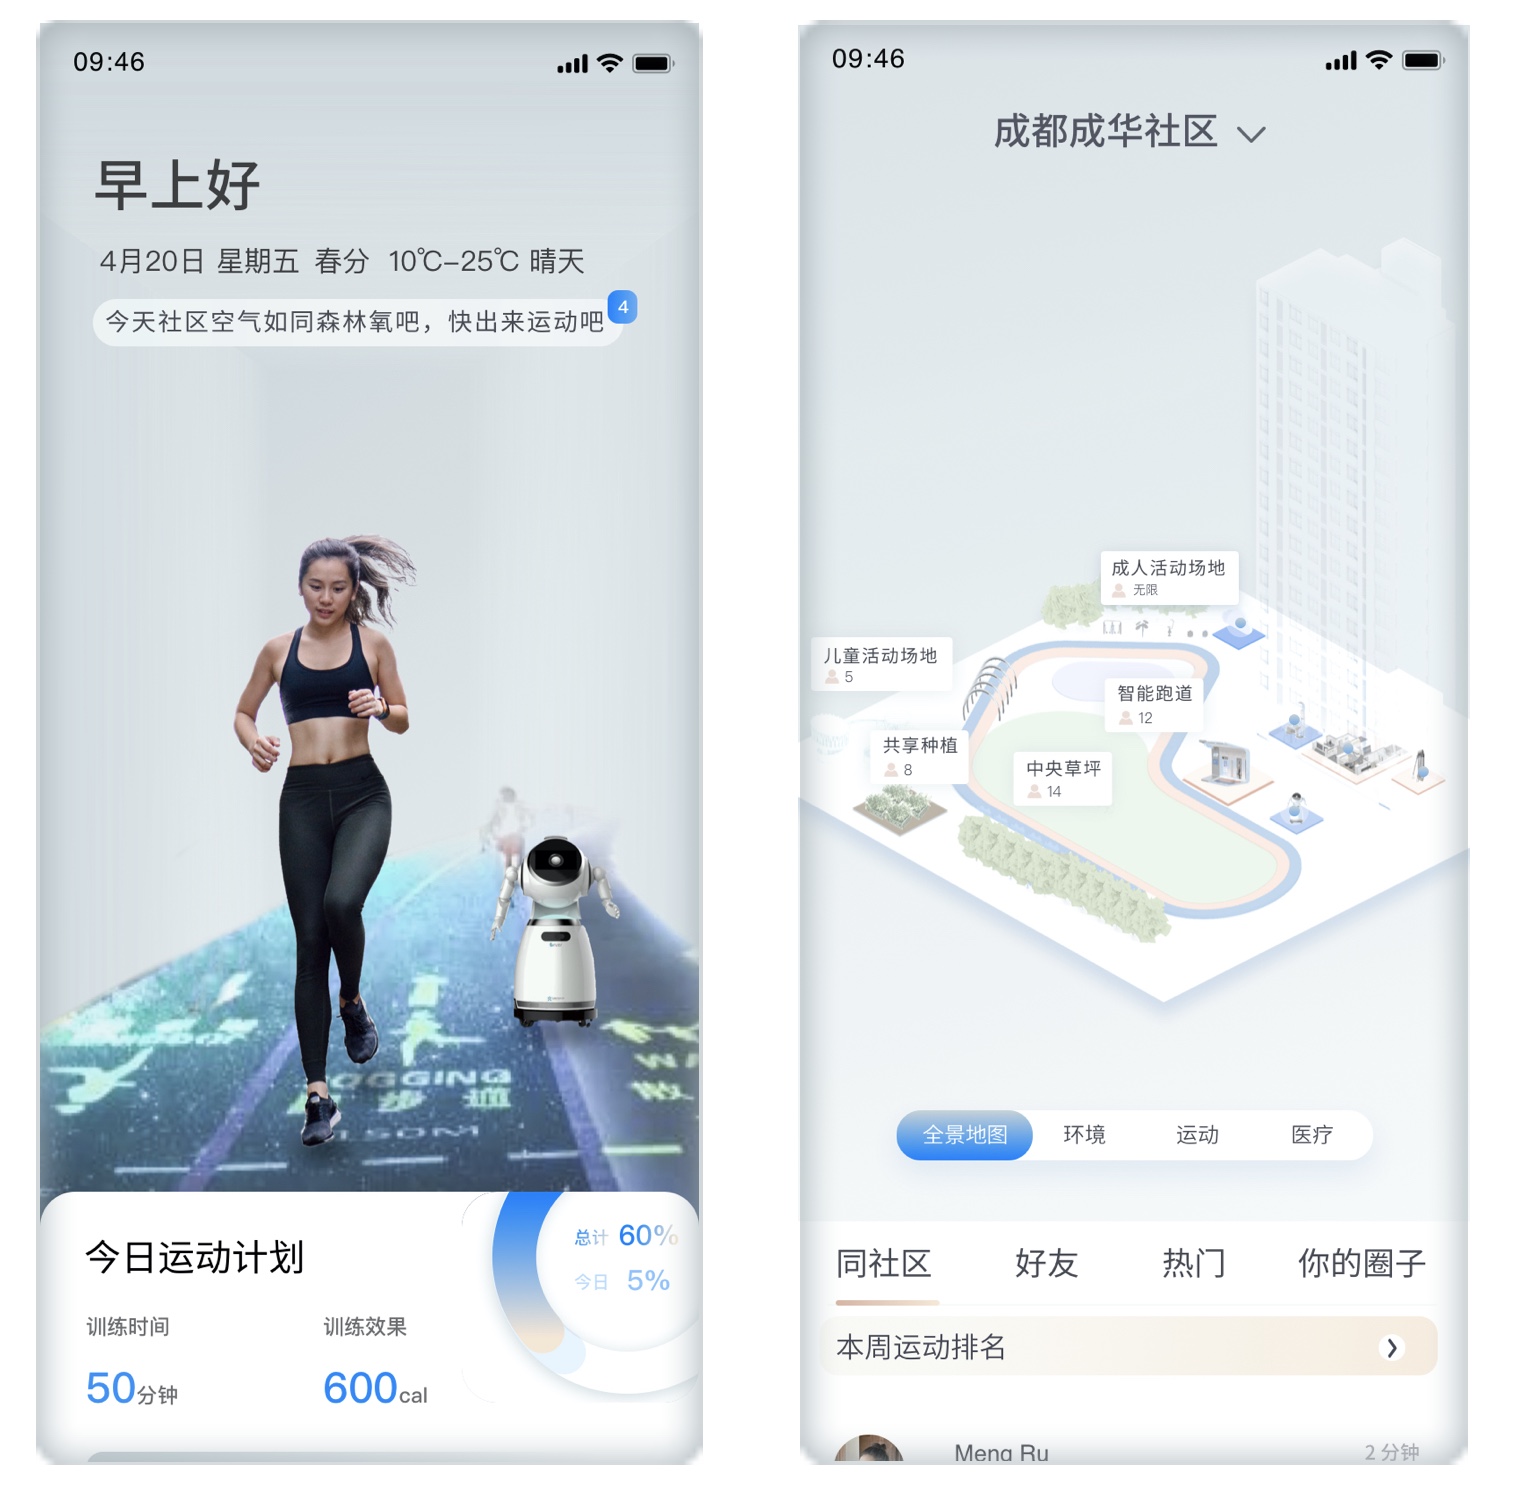 09:46
早上好
4月20日 星期五 春分 10℃-25℃ 晴天
今天社区空气如同森林氧吧，快出来运动吧
4
JOGGING
步道
今日运动计划
总计 60%
今日 5%
训练时间
训练效果
50分钟
600cal
09:46
成都成华社区
成人活动场地
无限
儿童活动场地
5
智能跑道
12
共享种植
8
中央草坪
14
全景地图
环境
运动
医疗
同社区
好友
热门
你的圈子
本周运动排名
Meng Ru
2 分钟